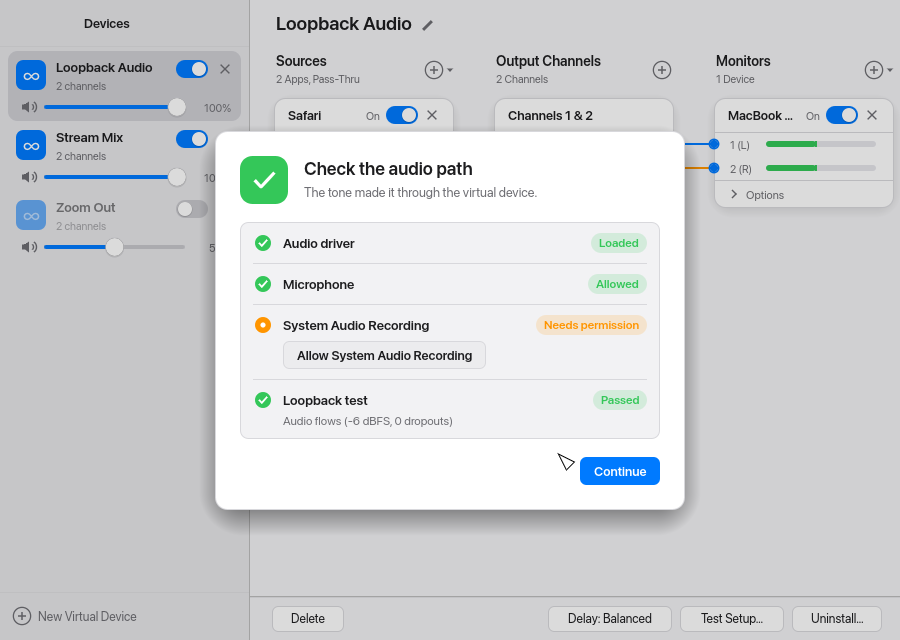 Devices
Loopback Audio
2 channels
100%
Stream Mix
2 channels
10
Zoom Out
2 channels
5
New Virtual Device
Loopback Audio
Sources
2 Apps, Pass-Thru
Output Channels
2 Channels
Monitors
1 Device
Safari
On
Channels 1 & 2
MacBook ...
On
1 (L)
2 (R)
Options
Check the audio path
The tone made it through the virtual device.
Audio driver
Loaded
Microphone
Allowed
System Audio Recording
Needs permission
Allow System Audio Recording
Loopback test
Passed
Audio flows (-6 dBFS, 0 dropouts)
Continue
Delete
Delay: Balanced
Test Setup...
Uninstall...